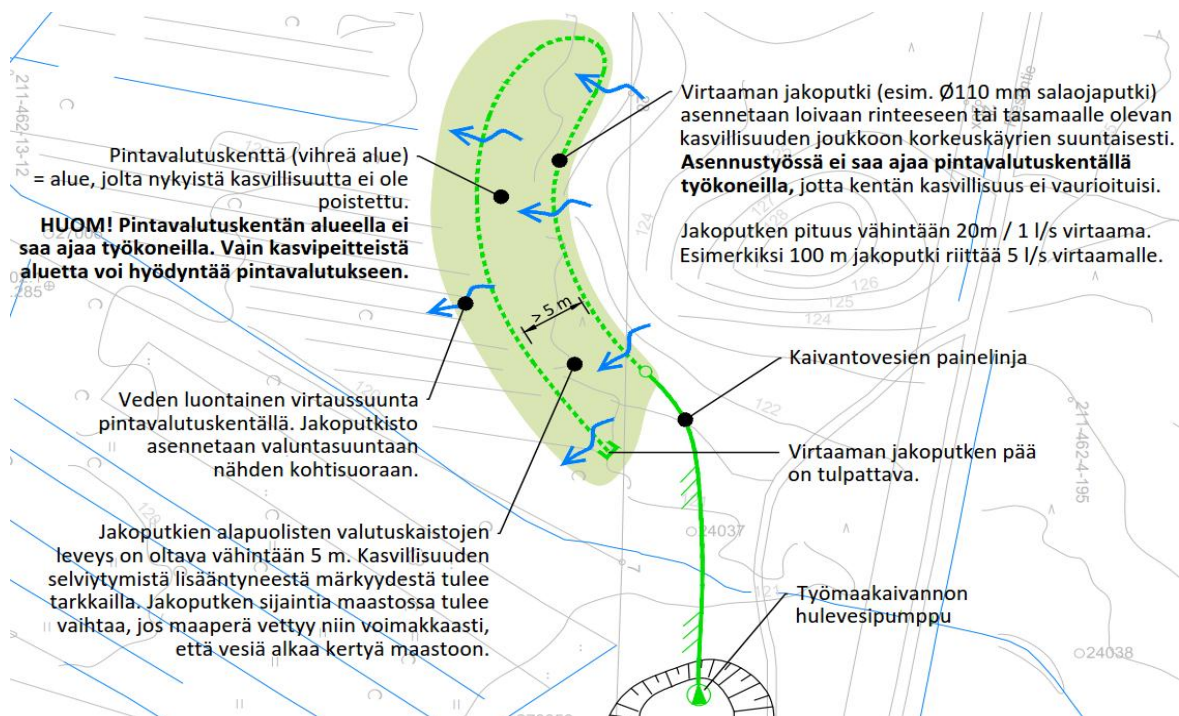 Virtaaman jakoputki (esim. Ø110 mm salaojaputki)
asennetaan loivaan rinteeseen tai tasamaalle olevan
kasvillisuuden joukkoon korkeuskäyrien suuntaisesti.
Asennustyössä ei saa ajaa pintavalutuskentällä
työkoneilla, jotta kentän kasvillisuus ei vaurioituisi.
Jakoputken pituus vähintään 20m / 1 l/s virtaama.
Esimerkiksi 100 m jakoputki riittää 5 l/s virtaamalle.
Pintavalutuskenttä (vihreä alue)
= alue, jolta nykyistä kasvillisuutta ei ole
poistettu.
HUOM! Pintavalutuskentän alueella ei
saa ajaa työkoneilla. Vain kasvipeitteistä
aluetta voi hyödyntää pintavalutukseen.
> 5 m
Kaivantovesien painelinja
Veden luontainen virtaussuunta
pintavalutuskentällä. Jakoputkisto
asennetaan valuntasuuntaan
nähden kohtisuoraan.
Virtaaman jakoputken pää
on tulpattava.
Jakoputkien alapuolisten valutuskaistojen
leveys on oltava vähintään 5 m. Kasvillisuuden
selviytymistä lisääntyneestä märkyydestä tulee
tarkkailla. Jakoputken sijaintia maastossa tulee
vaihtaa, jos maaperä vettyy niin voimakkaasti,
että vesiä alkaa kertyä maastoon.
Työmaakaivannon
hulevesipumppu
211-462-13-12
211-462-4-195
24037
24038
124
127
128
126
125
124
122
121